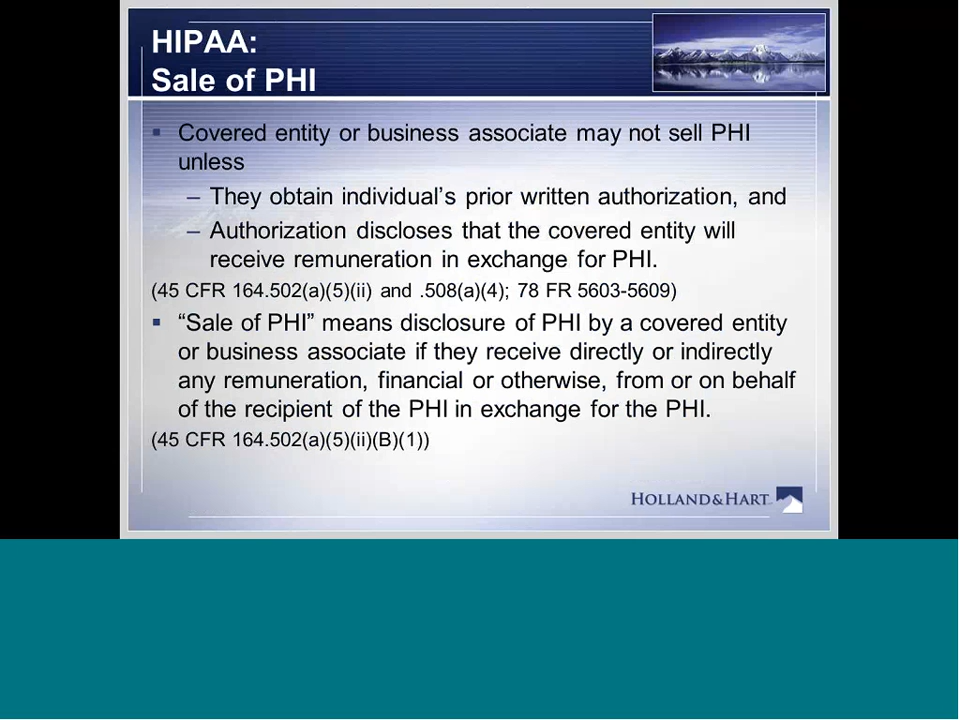 HIPAA:
Sale of PHI
▪ Covered entity or business associate may not sell PHI
unless
– They obtain individual’s prior written authorization, and
– Authorization discloses that the covered entity will
receive remuneration in exchange for PHI.
(45 CFR 164.502(a)(5)(ii) and .508(a)(4); 78 FR 5603-5609)
▪ “Sale of PHI” means disclosure of PHI by a covered entity
or business associate if they receive directly or indirectly
any remuneration, financial or otherwise, from or on behalf
of the recipient of the PHI in exchange for the PHI.
(45 CFR 164.502(a)(5)(ii)(B)(1))
HOLLAND&HART